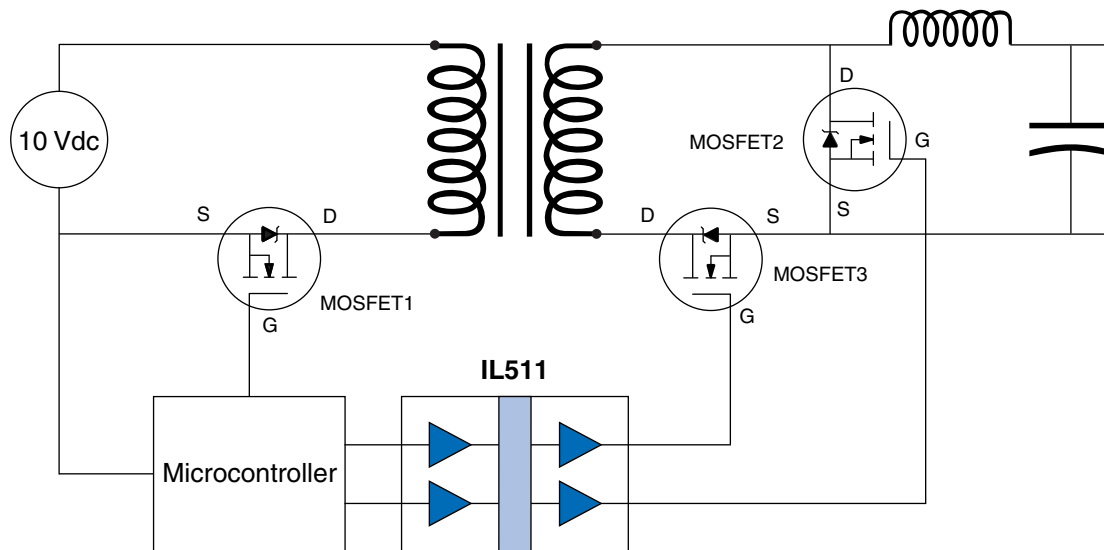 D
10 Vdc
MOSFET2
G
S
D
D
S
S
MOSFET1
MOSFET3
G
G
IL511
Microcontroller